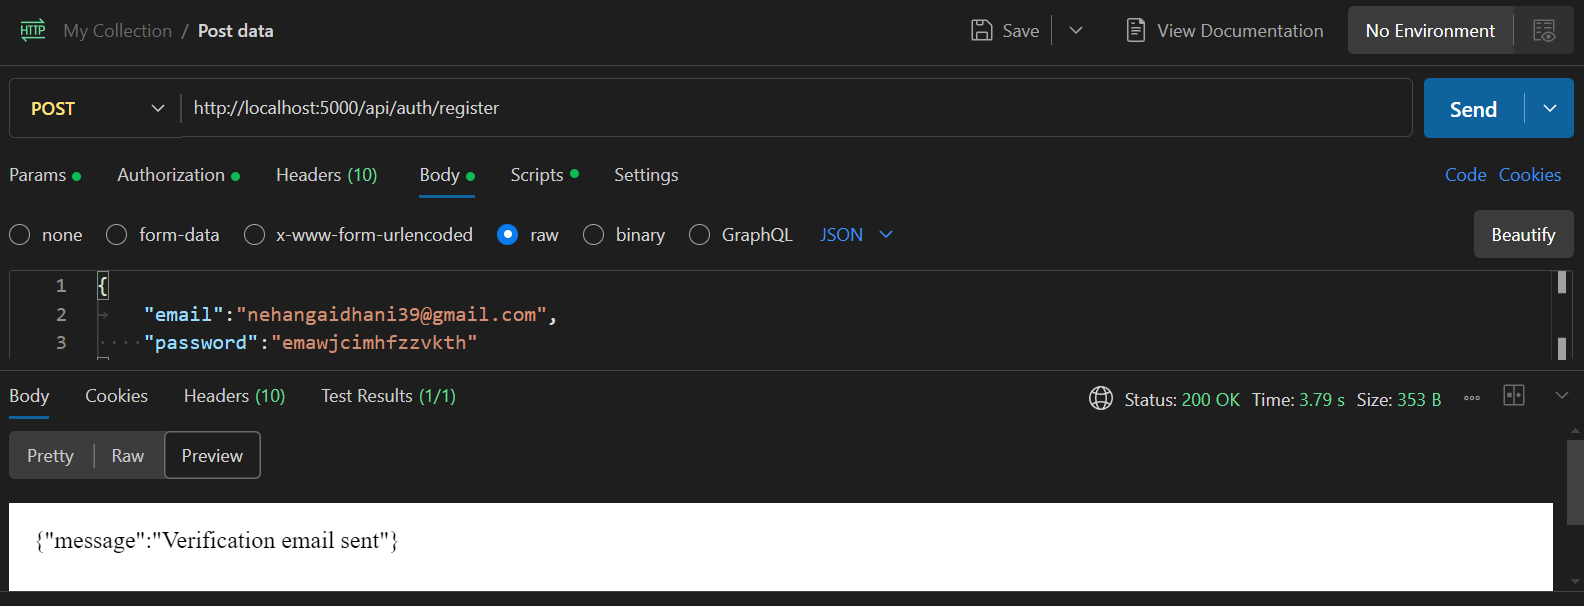 HTTP My Collection / Post data Save View Documentation No Environment
POST http://localhost:5000/api/auth/register Send
Params Authorization Headers (10) Body Scripts Settings Code Cookies
none form-data x-www-form-urlencoded raw binary GraphQL JSON Beautify
1 {
2 "email":"nehangaidhani39@gmail.com",
3 "password":"emawjcimhfzzvkth"
Body Cookies Headers (10) Test Results (1/1) Status: 200 OK Time: 3.79 s Size: 353 B
Pretty Raw Preview
{"message":"Verification email sent"}